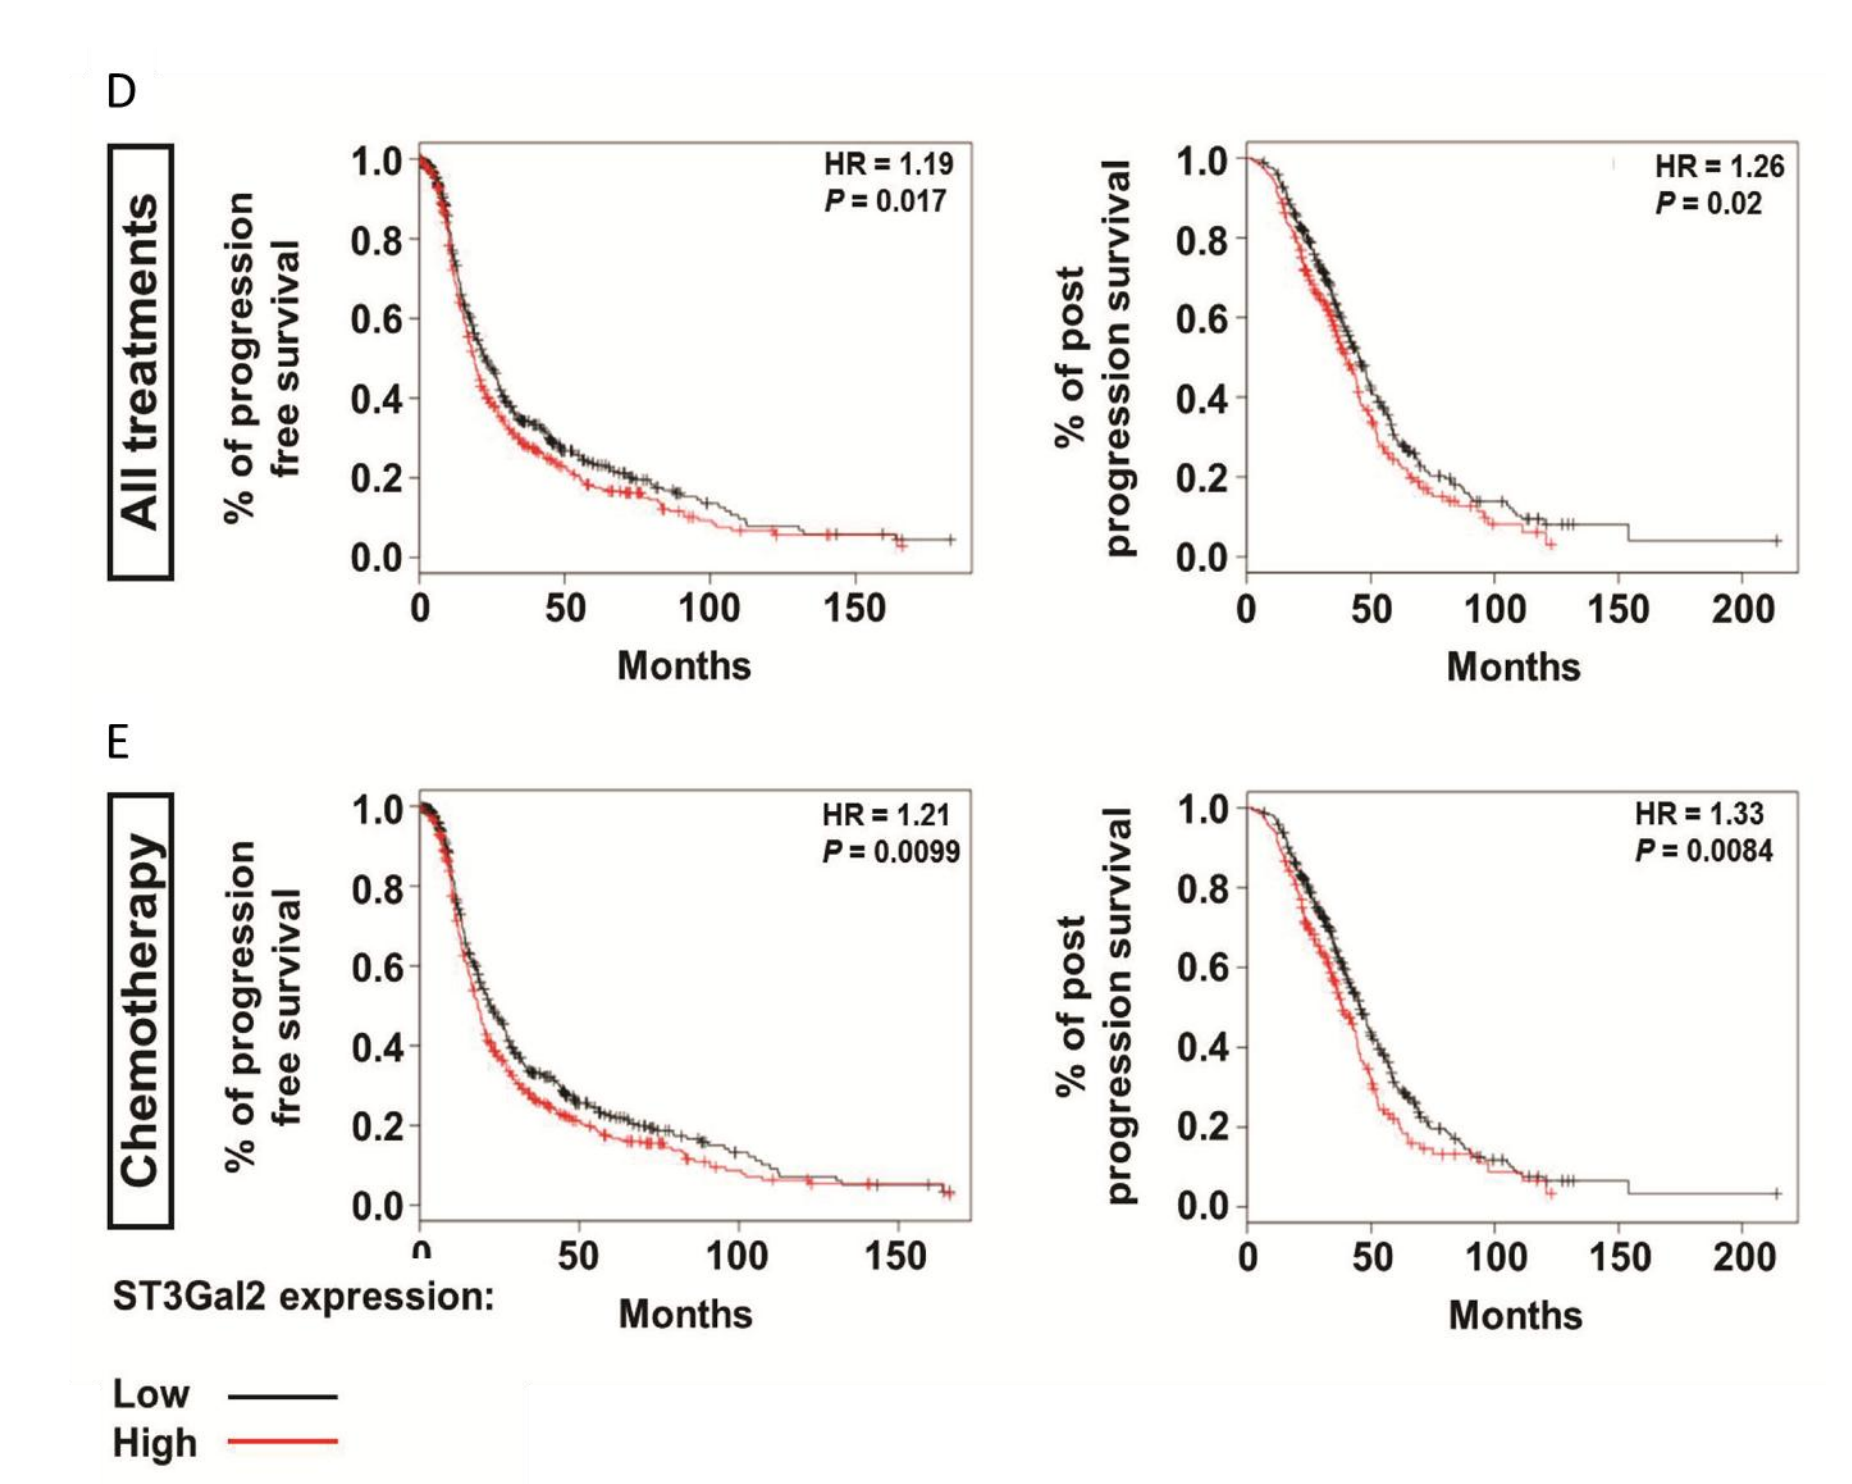 D
All treatments
% of progression
free survival
1.0
0.8
0.6
0.4
0.2
0.0
HR = 1.19
P = 0.017
0 50 100 150
Months
% of post
progression survival
1.0
0.8
0.6
0.4
0.2
0.0
HR = 1.26
P = 0.02
0 50 100 150 200
Months
E
Chemotherapy
% of progression
free survival
1.0
0.8
0.6
0.4
0.2
0.0
HR = 1.21
P = 0.0099
0 50 100 150
Months
% of post
progression survival
1.0
0.8
0.6
0.4
0.2
0.0
HR = 1.33
P = 0.0084
0 50 100 150 200
Months
ST3Gal2 expression:
Low
High